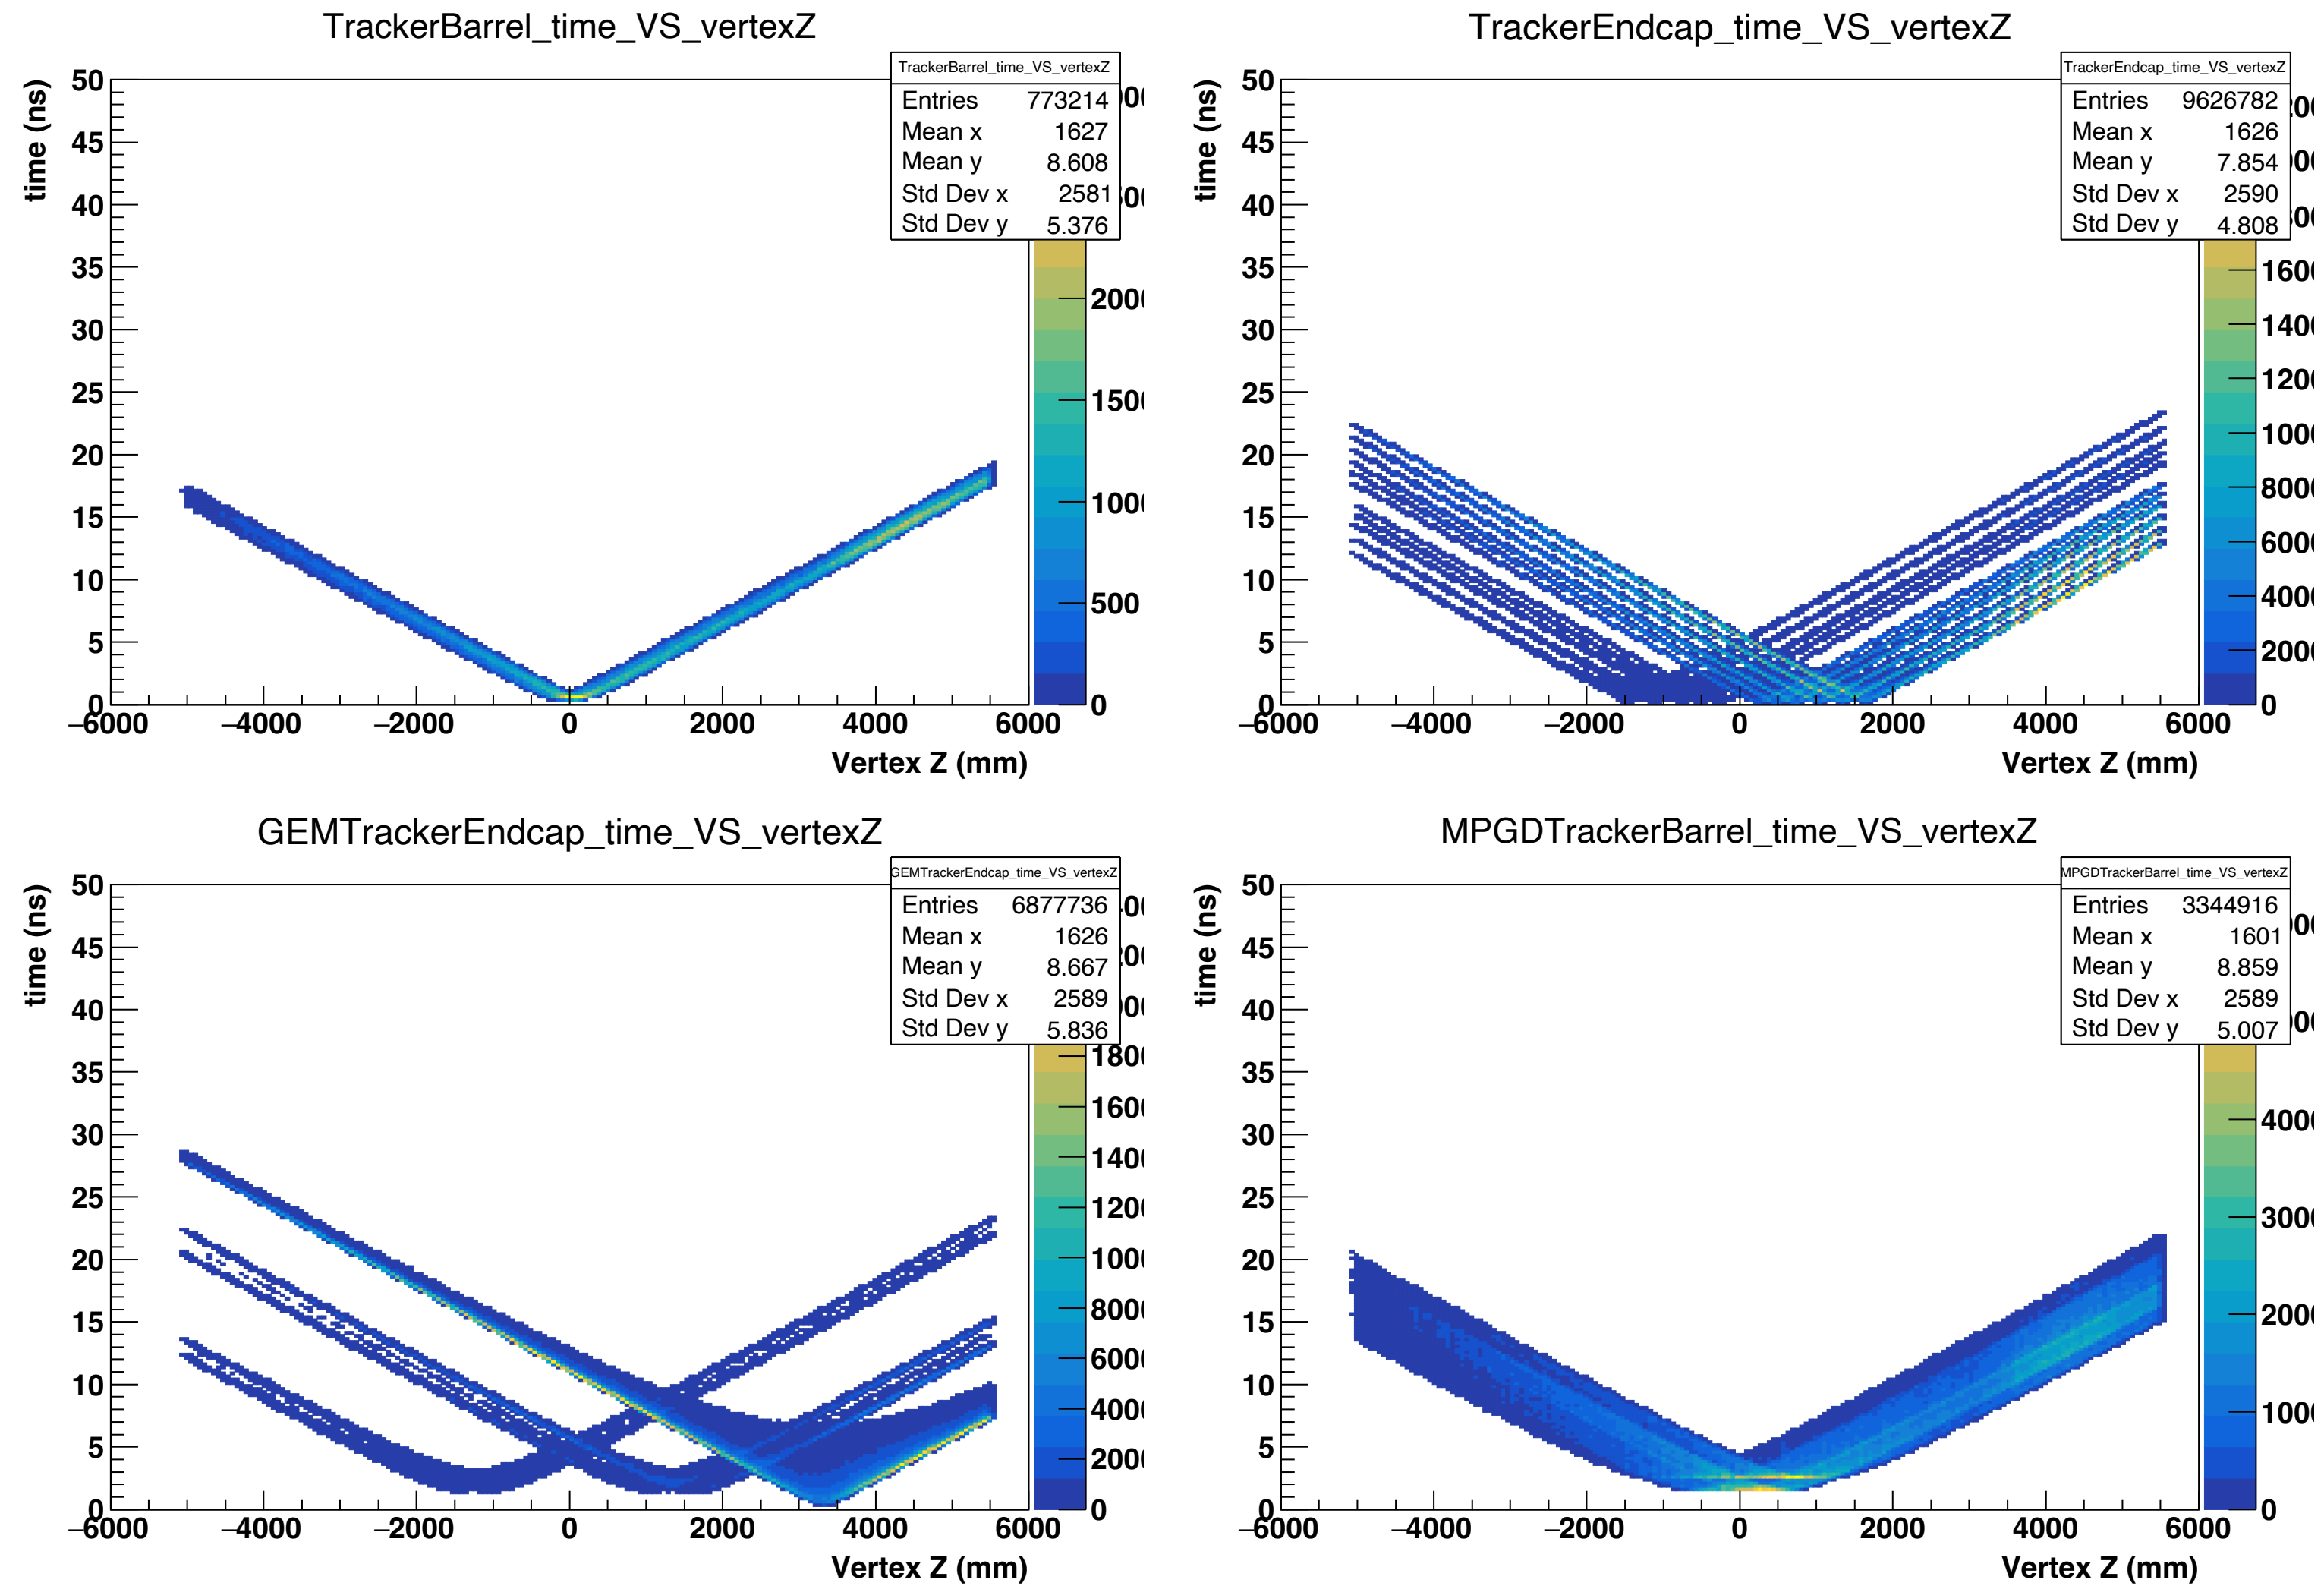 TrackerBarrel_time_VS_vertexZ
TrackerBarrel_time_VS_vertexZ
Entries 773214
Mean x 1627
Mean y 8.608
Std Dev x 2581
Std Dev y 5.376
time (ns)
50
45
40
35
30
25
20
15
10
5
0
−6000 −4000 −2000 0 2000 4000 6000
Vertex Z (mm)
500
0
TrackerEndcap_time_VS_vertexZ
TrackerEndcap_time_VS_vertexZ
Entries 9626782
Mean x 1626
Mean y 7.854
Std Dev x 2590
Std Dev y 4.808
time (ns)
50
45
40
35
30
25
20
15
10
5
0
−6000 −4000 −2000 0 2000 4000 6000
Vertex Z (mm)
0
GEMTrackerEndcap_time_VS_vertexZ
GEMTrackerEndcap_time_VS_vertexZ
Entries 6877736
Mean x 1626
Mean y 8.667
Std Dev x 2589
Std Dev y 5.836
time (ns)
50
45
40
35
30
25
20
15
10
5
0
−6000 −4000 −2000 0 2000 4000 6000
Vertex Z (mm)
0
MPGDTrackerBarrel_time_VS_vertexZ
MPGDTrackerBarrel_time_VS_vertexZ
Entries 3344916
Mean x 1601
Mean y 8.859
Std Dev x 2589
Std Dev y 5.007
time (ns)
50
45
40
35
30
25
20
15
10
5
0
−6000 −4000 −2000 0 2000 4000 6000
Vertex Z (mm)
0